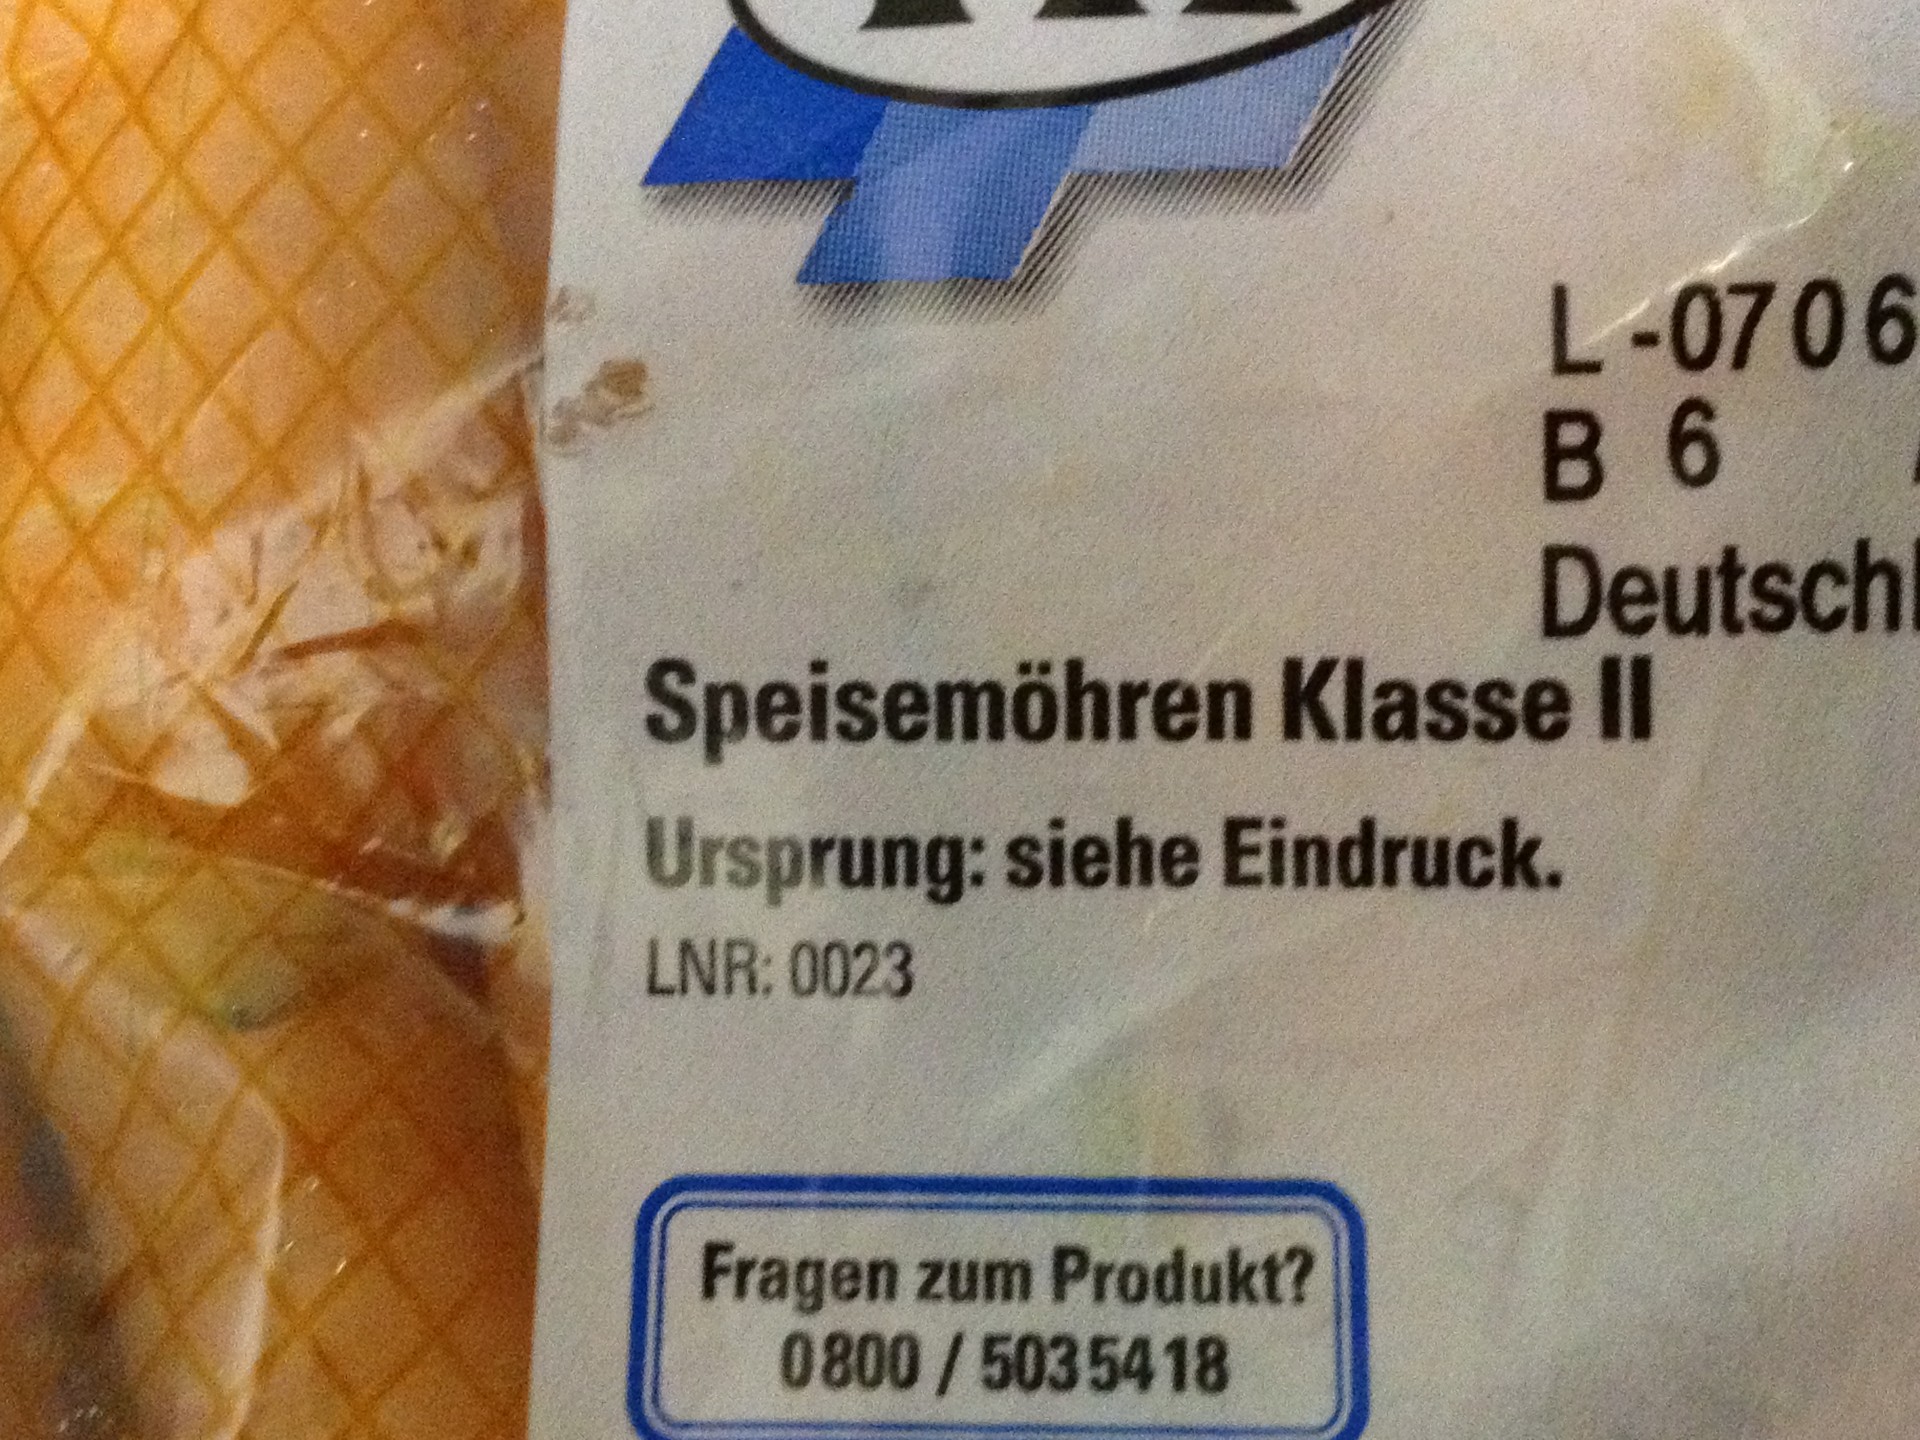 L-0706
B 6
Deutschl
Speisemöhren Klasse II
Ursprung: siehe Eindruck.
LNR: 0023
Fragen zum Produkt?
0800 / 5035418